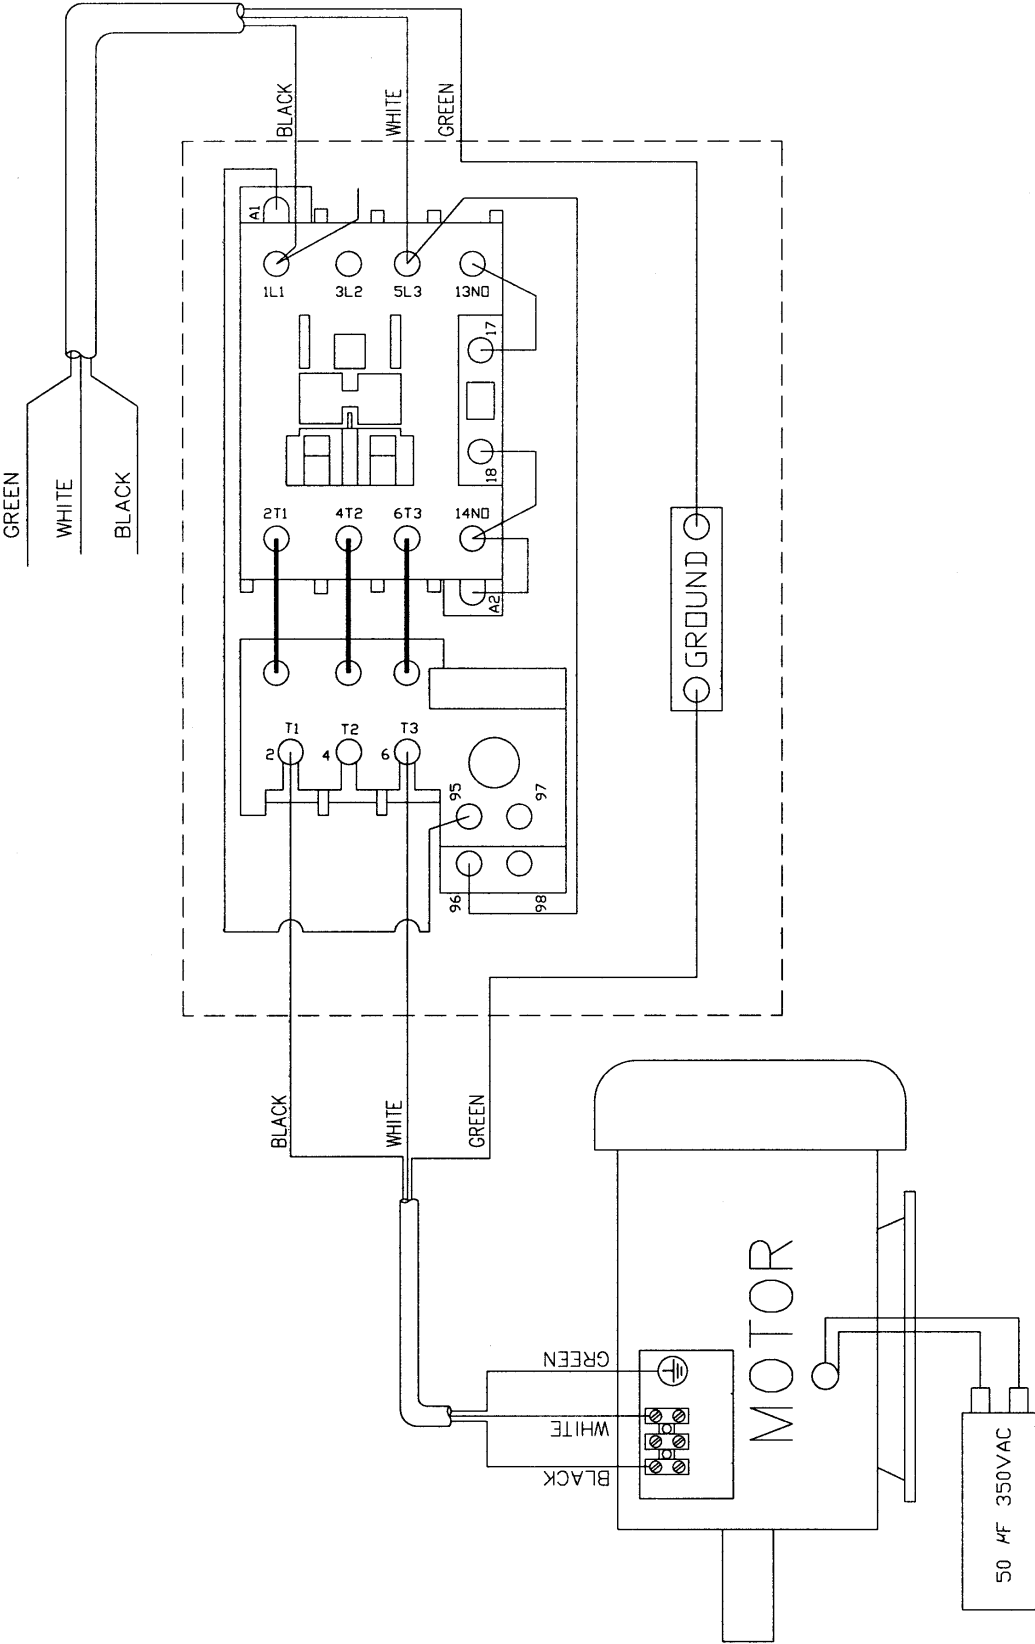 BLACK
WHITE
GREEN
GREEN
WHITE
BLACK
A1
1L1
3L2
5L3
13NO
17
18
2T1
4T2
6T3
14NO
A2
GROUND
T1
T2
T3
2
4
6
95
97
96
98
BLACK
WHITE
GREEN
GREEN
WHITE
BLACK
MOTOR
50 µF 350VAC